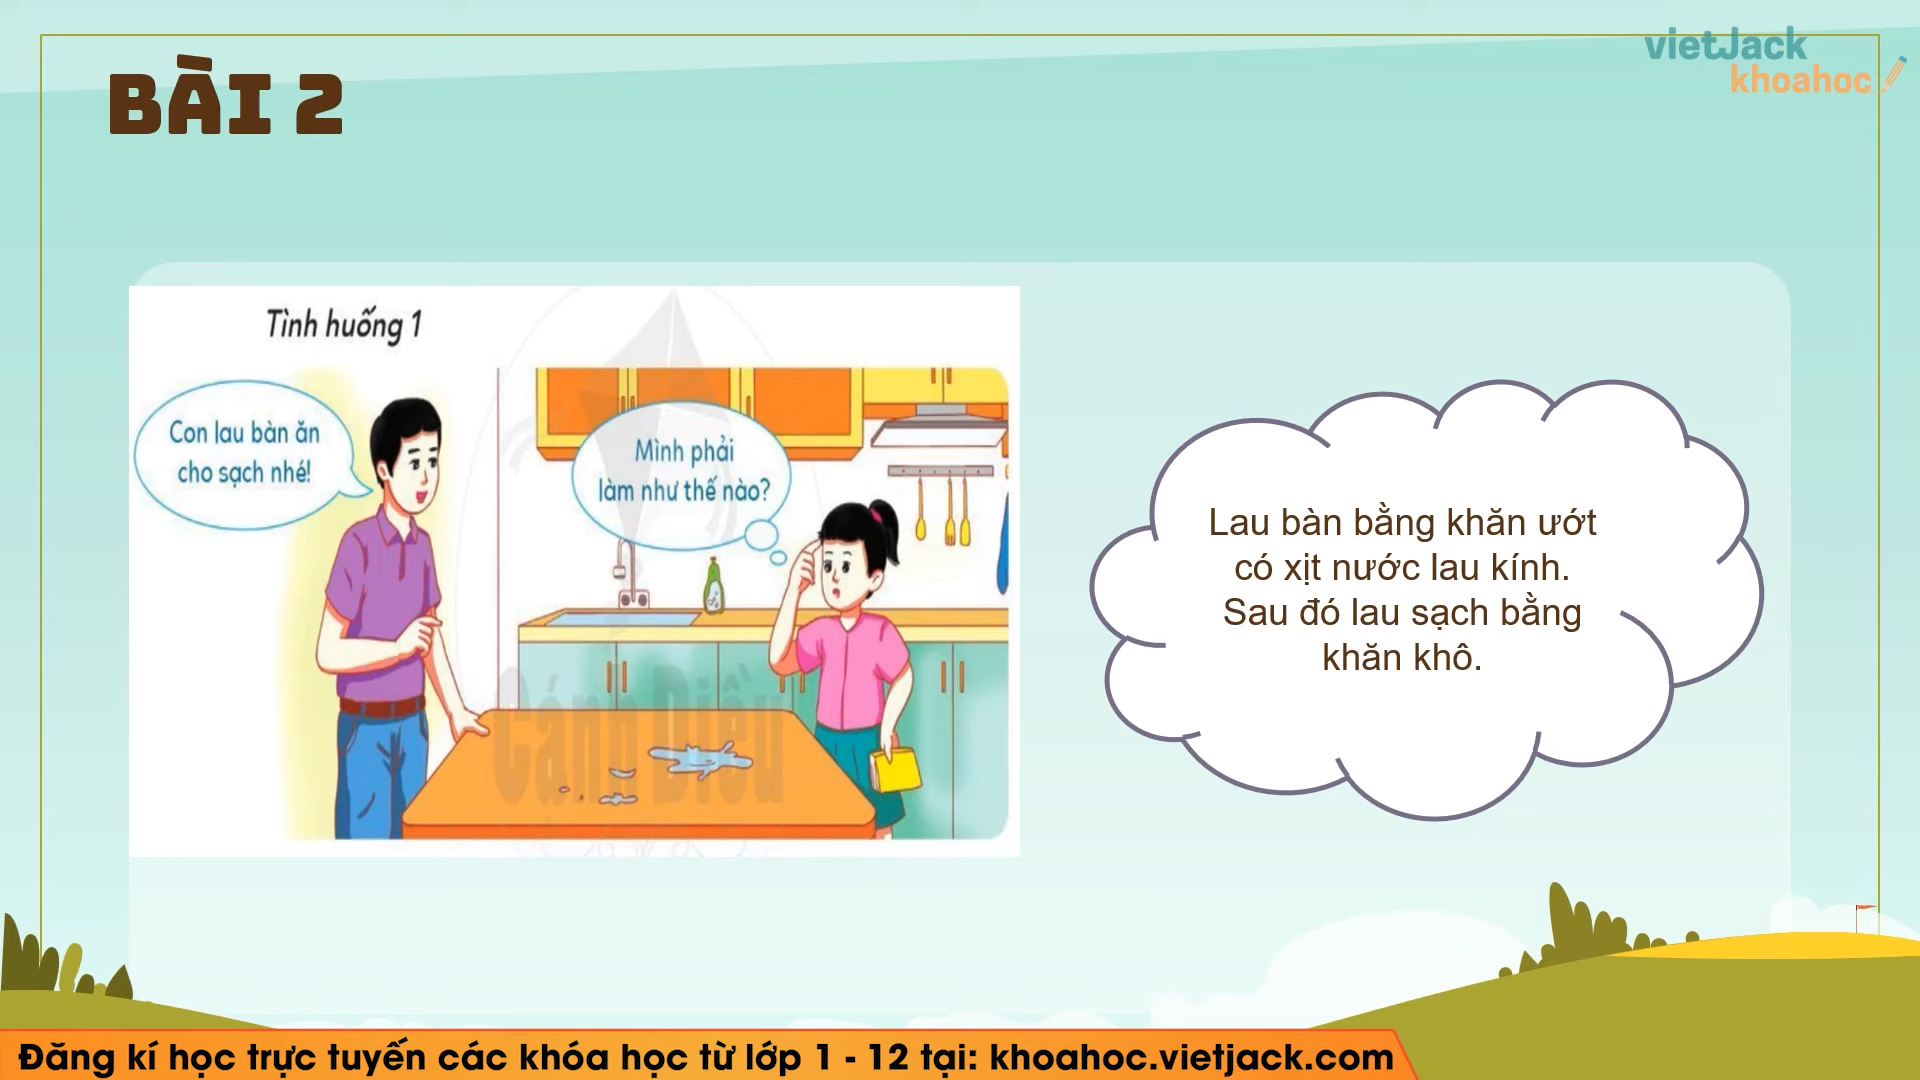 vietJack
khoahoc
BÀI 2
Tình huống 1
Con lau bàn ăn
cho sạch nhé!
Mình phải
làm như thế nào?
Cánh Diều
Lau bàn bằng khăn ướt
có xịt nước lau kính.
Sau đó lau sạch bằng
khăn khô.
Đăng kí học trực tuyến các khóa học từ lớp 1 - 12 tại: khoahoc.vietjack.com